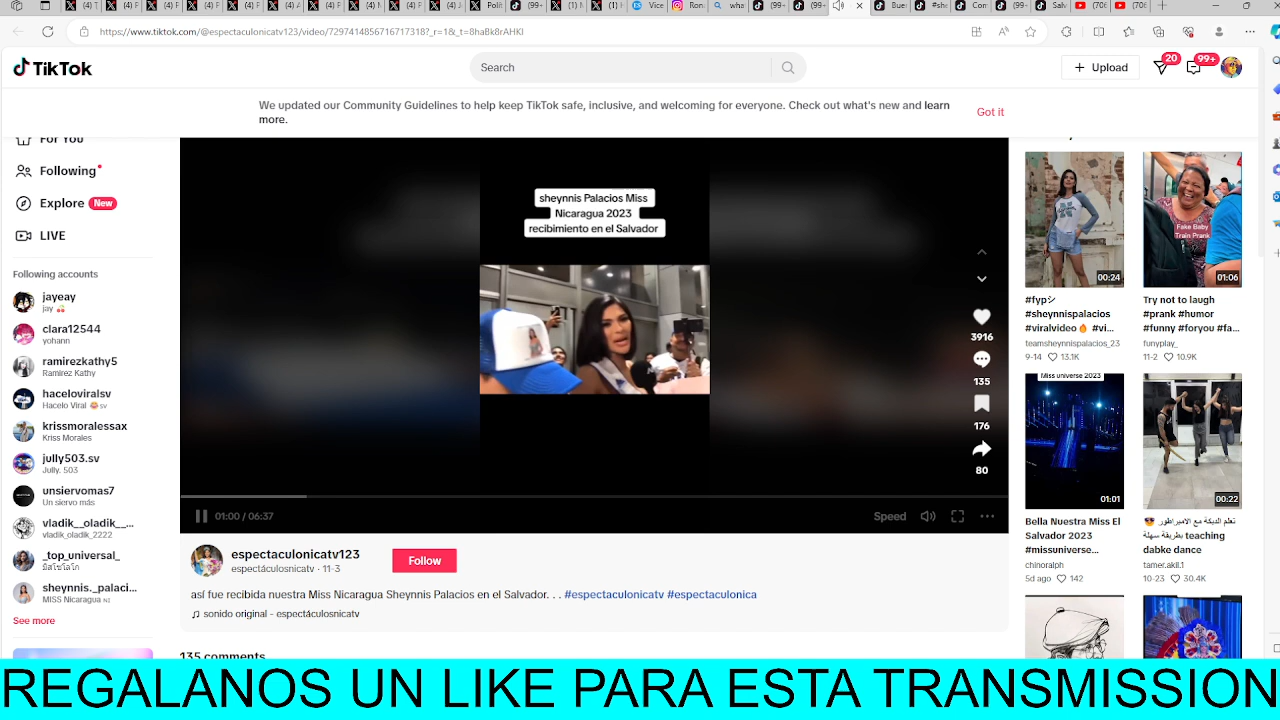 https://www.tiktok.com/@espectaculonicatv123/video/7297414856716717318?_r=1&_t=8haBk8rAHKI
TikTok
Search
Upload
20
99+
We updated our Community Guidelines to help keep TikTok safe, inclusive, and welcoming for everyone. Check out what's new and learn
more.
Got it
For You
Following
Explore New
LIVE
Following accounts
jayeay
jay
clara12544
yohann
ramirezkathy5
Ramirez Kathy
haceloviralsv
Hacelo Viral sv
krissmoralessax
Kriss Morales
jully503.sv
Jully. 503
unsiervomas7
Un siervo más
vladik__oladik__...
vladik_oladik_2222
_top_universal_
sheynnis._palaci...
MISS Nicaragua
See more
sheynnis Palacios Miss
Nicaragua 2023
recibimiento en el Salvador
3916
135
176
80
01:00 / 06:37
Speed
espectaculonicatv123
espectáculosnicatv · 11-3
Follow
así fue recibida nuestra Miss Nicaragua Sheynnis Palacios en el Salvador. . . #espectaculonicatv #espectaculonica
sonido original - espectáculosnicatv
135 comments
00:24
#fypシ
#sheynnispalacios
#viralvideo🔥 #vi...
teamsheynnispalacios_23
9-14 13.1K
Fake Baby
Train Prank
01:06
Try not to laugh
#prank #humor
#funny #foryou #fa...
funyplay_
11-2 10.9K
Miss universe 2023
01:01
Bella Nuestra Miss El
Salvador 2023
#missuniverse...
chinoralph
5d ago 142
00:22
تعلم الدبكة مع الامبراطور
بطريقة سهلة teaching
dabke dance
tamer.akil.1
10-23 30.4K
REGALANOS UN LIKE PARA ESTA TRANSMISSION